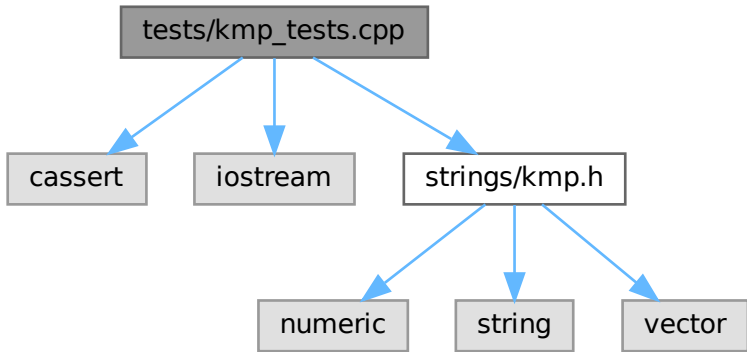 tests/kmp_tests.cpp
cassert
iostream
strings/kmp.h
numeric
string
vector